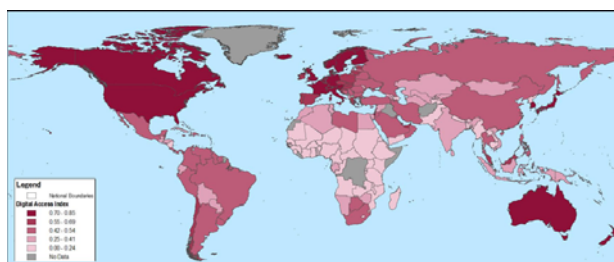 Legend
National Boundaries
Digital Access Index
0.70 - 0.85
0.55 - 0.69
0.42 - 0.54
0.25 - 0.41
0.00 - 0.24
No Data